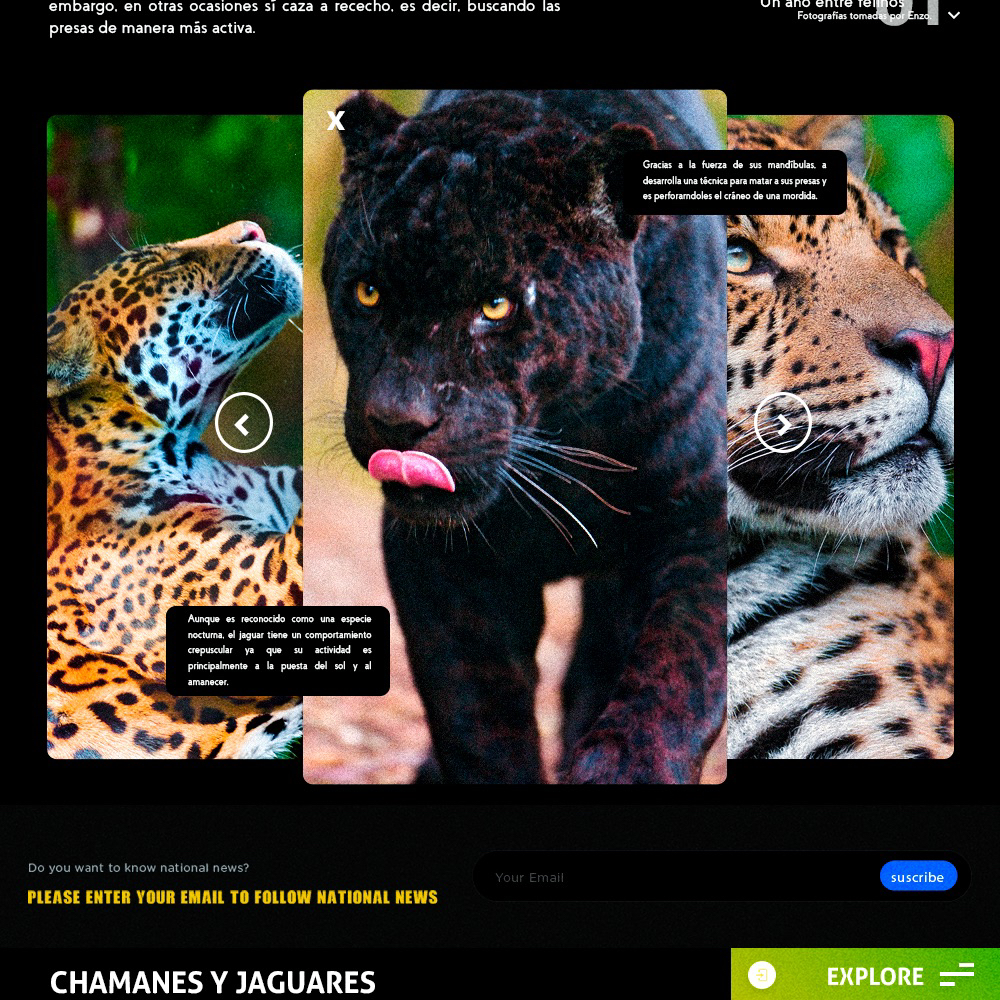 embargo, en otras ocasiones sí caza a rececho, es decir, buscando las
presas de manera más activa.
Un año entre felinos
01
Fotografías tomadas por Enzo.
X
Gracias a la fuerza de sus mandíbulas, a
desarrolla una técnica para matar a sus presas y
es perforamdoles el cráneo de una mordida.
Aunque es reconocido como una especie
nocturna, el jaguar tiene un comportamiento
crepuscular ya que su actividad es
principalmente a la puesta del sol y al
amanecer.
Do you want to know national news?
PLEASE ENTER YOUR EMAIL TO FOLLOW NATIONAL NEWS
Your Email
suscribe
CHAMANES Y JAGUARES
EXPLORE